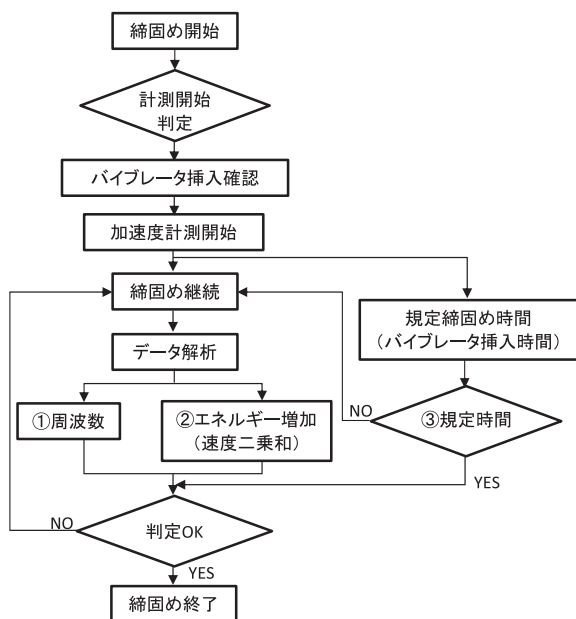 締固め開始
計測開始
判定
バイブレータ挿入確認
加速度計測開始
締固め継続
規定締固め時間
（バイブレータ挿入時間）
データ解析
①周波数
②エネルギー増加
（速度二乗和）
NO
③規定時間
YES
NO
判定OK
YES
締固め終了